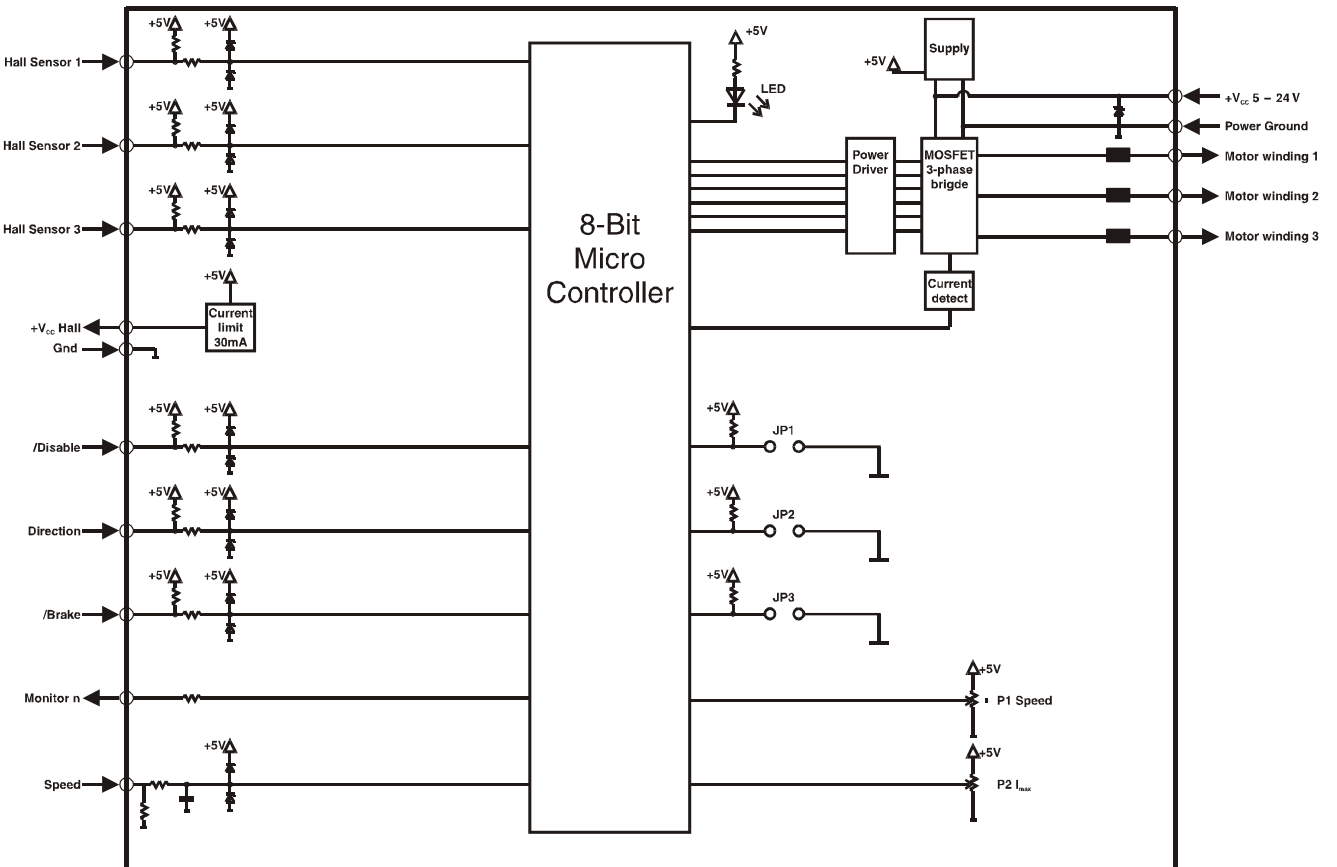 +5V +5V
Hall Sensor 1
+5V +5V
Hall Sensor 2
+5V +5V
Hall Sensor 3
+5V
Current
limit
30mA
+Vcc Hall
Gnd
+5V +5V
/Disable
+5V +5V
Direction
+5V +5V
/Brake
Monitor n
+5V
Speed
8-Bit
Micro
Controller
+5V
LED
Supply
+5V
+Vcc 5 – 24 V
Power Ground
Power
Driver
MOSFET
3-phase
brigde
Motor winding 1
Motor winding 2
Motor winding 3
Current
detect
+5V
JP1
+5V
JP2
+5V
JP3
+5V
P1 Speed
+5V
P2 Imax